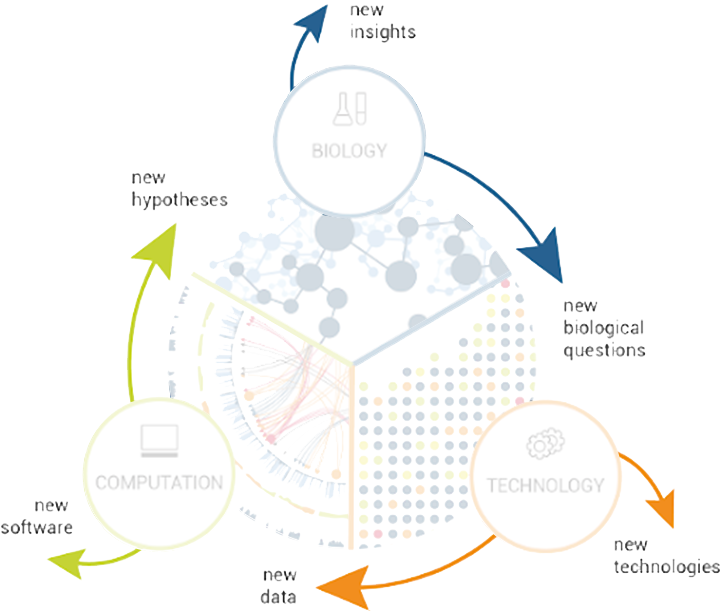 new
insights
BIOLOGY
new
hypotheses
new
biological
questions
COMPUTATION
TECHNOLOGY
new
software
new
technologies
new
data